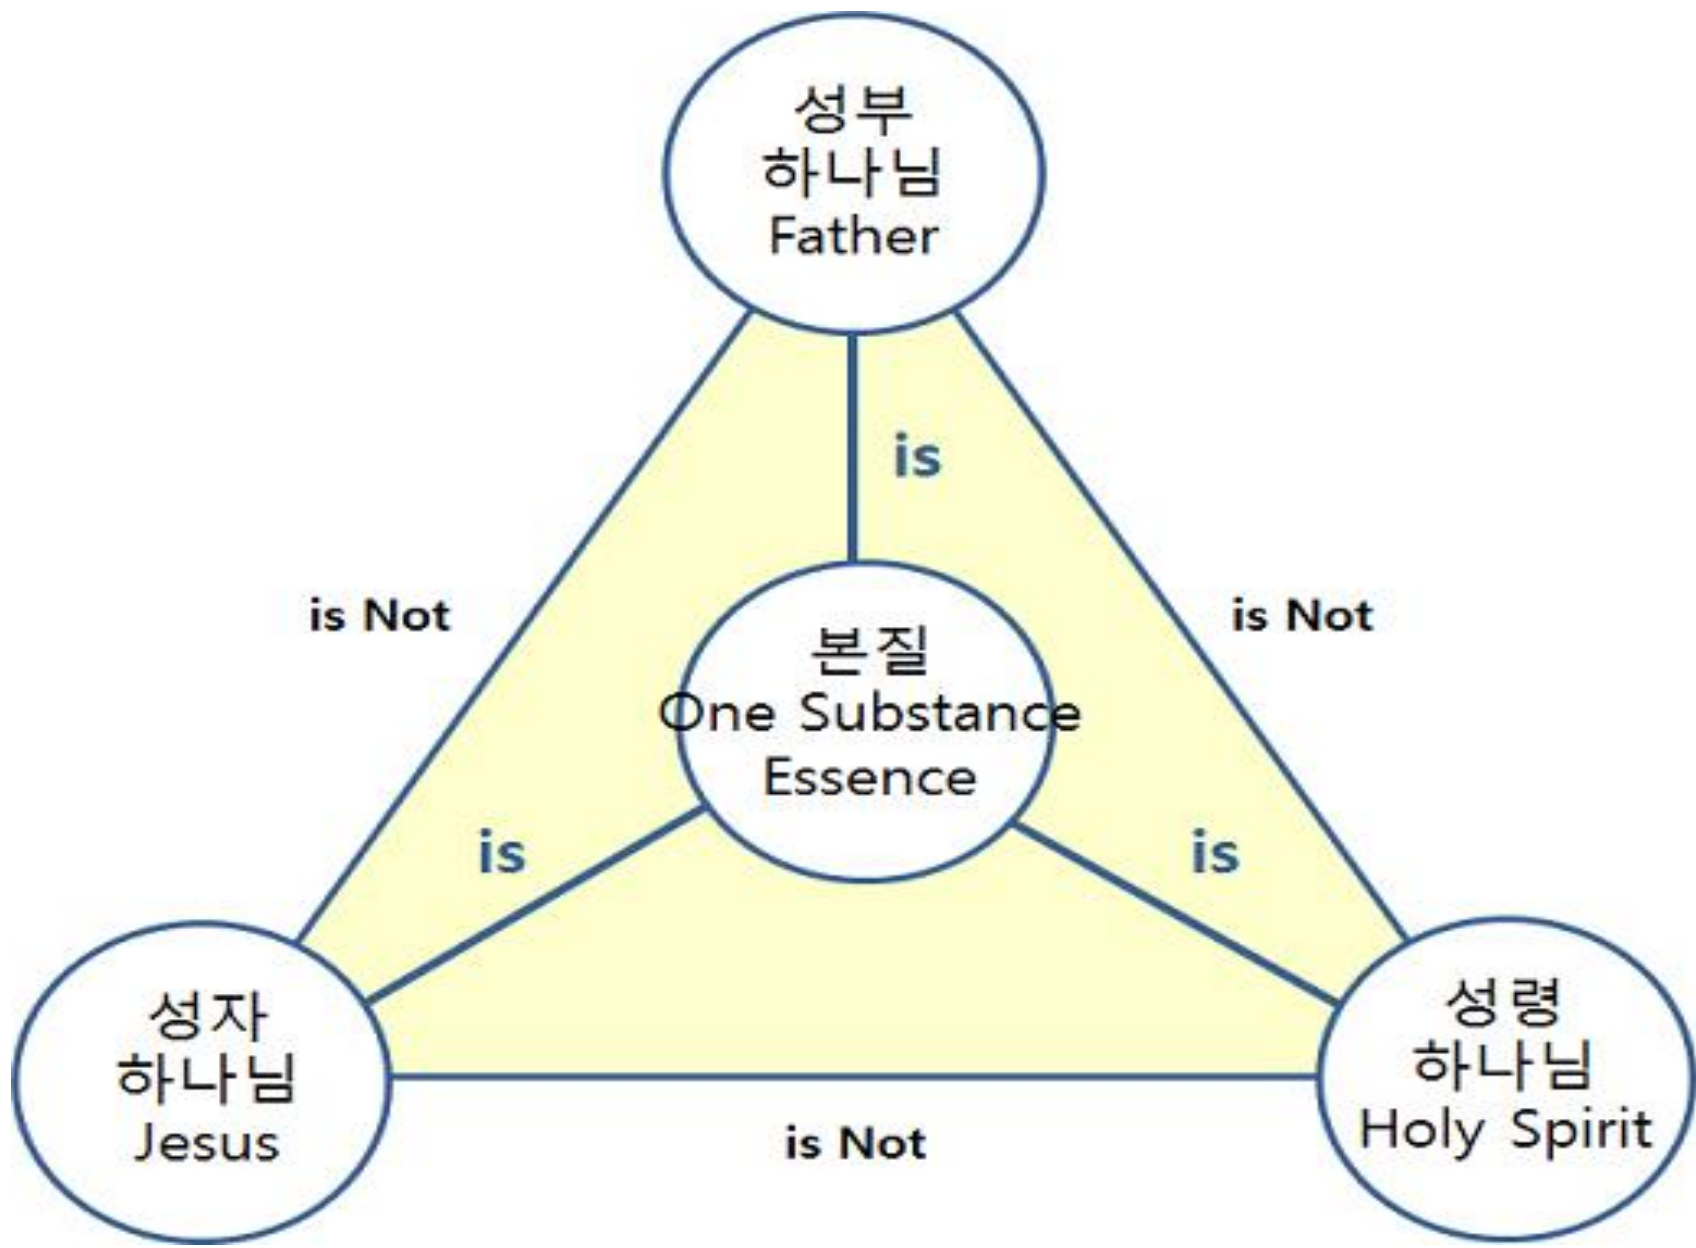 성부
하나님
Father
is
is Not
is Not
본질
One Substance
Essence
is
is
성자
하나님
Jesus
성령
하나님
Holy Spirit
is Not